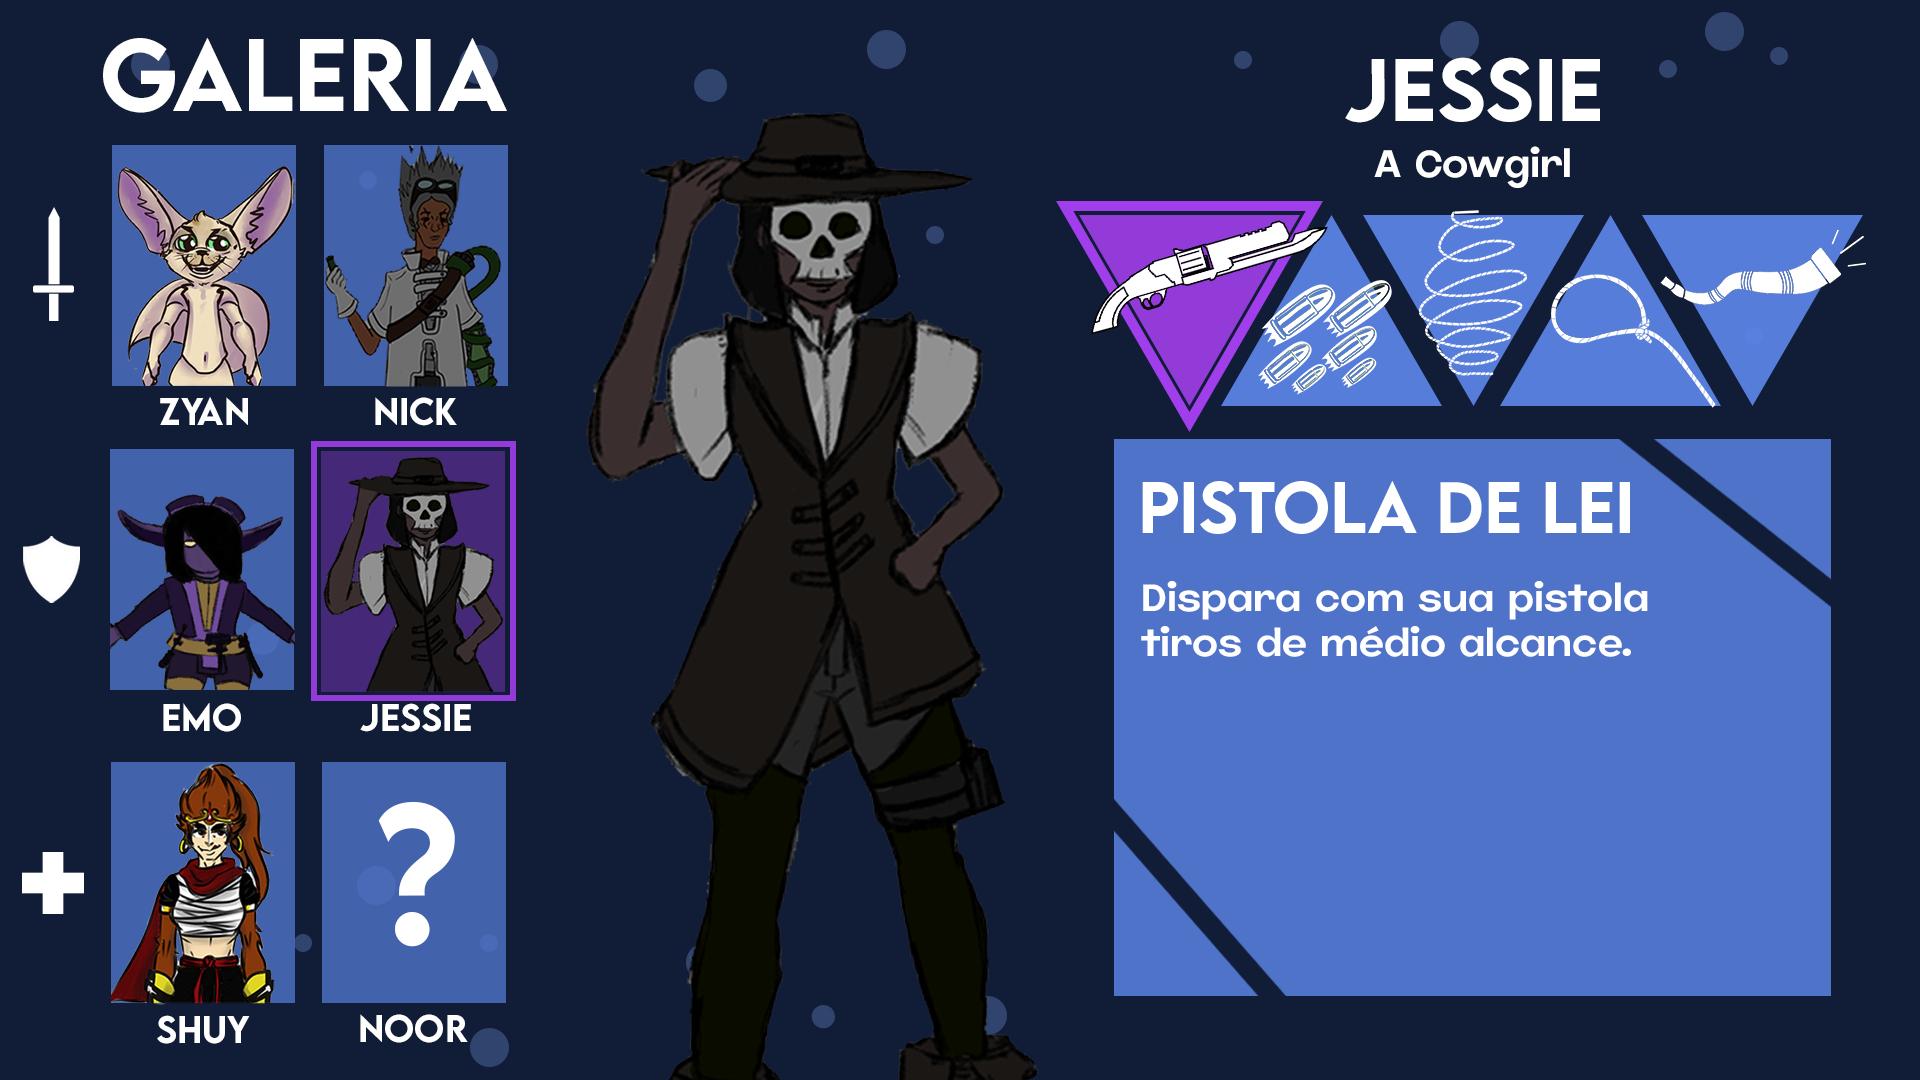 GALERIA
ZYAN
NICK
EMO
JESSIE
SHUY
?
NOOR
JESSIE
A Cowgirl
PISTOLA DE LEI
Dispara com sua pistola
tiros de médio alcance.